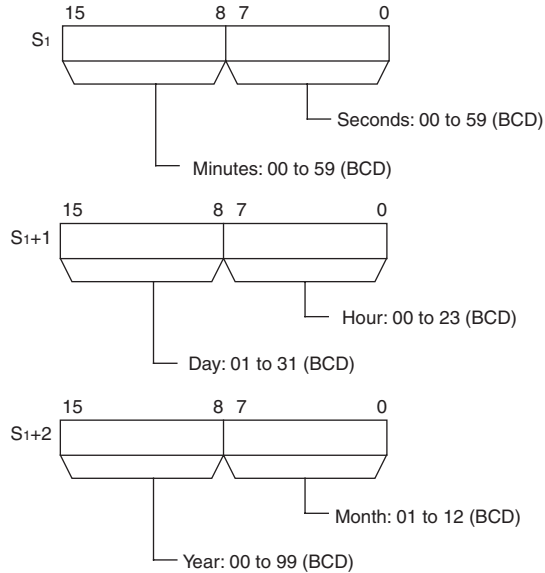 15 8 7 0
S1
Seconds: 00 to 59 (BCD)
Minutes: 00 to 59 (BCD)
15 8 7 0
S1+1
Hour: 00 to 23 (BCD)
Day: 01 to 31 (BCD)
15 8 7 0
S1+2
Month: 01 to 12 (BCD)
Year: 00 to 99 (BCD)